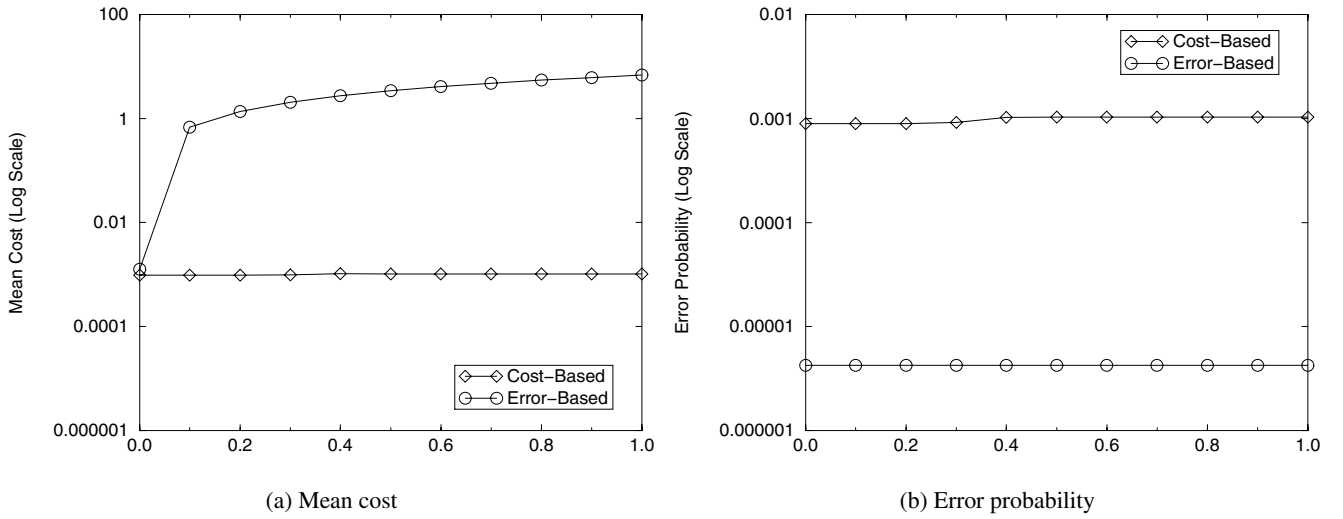 100
1
0.01
0.0001
0.000001
Mean Cost (Log Scale)
0.0 0.2 0.4 0.6 0.8 1.0
Cost−Based
Error−Based
(a) Mean cost
0.01
0.001
0.0001
0.00001
0.000001
Error Probability (Log Scale)
0.0 0.2 0.4 0.6 0.8 1.0
Cost−Based
Error−Based
(b) Error probability